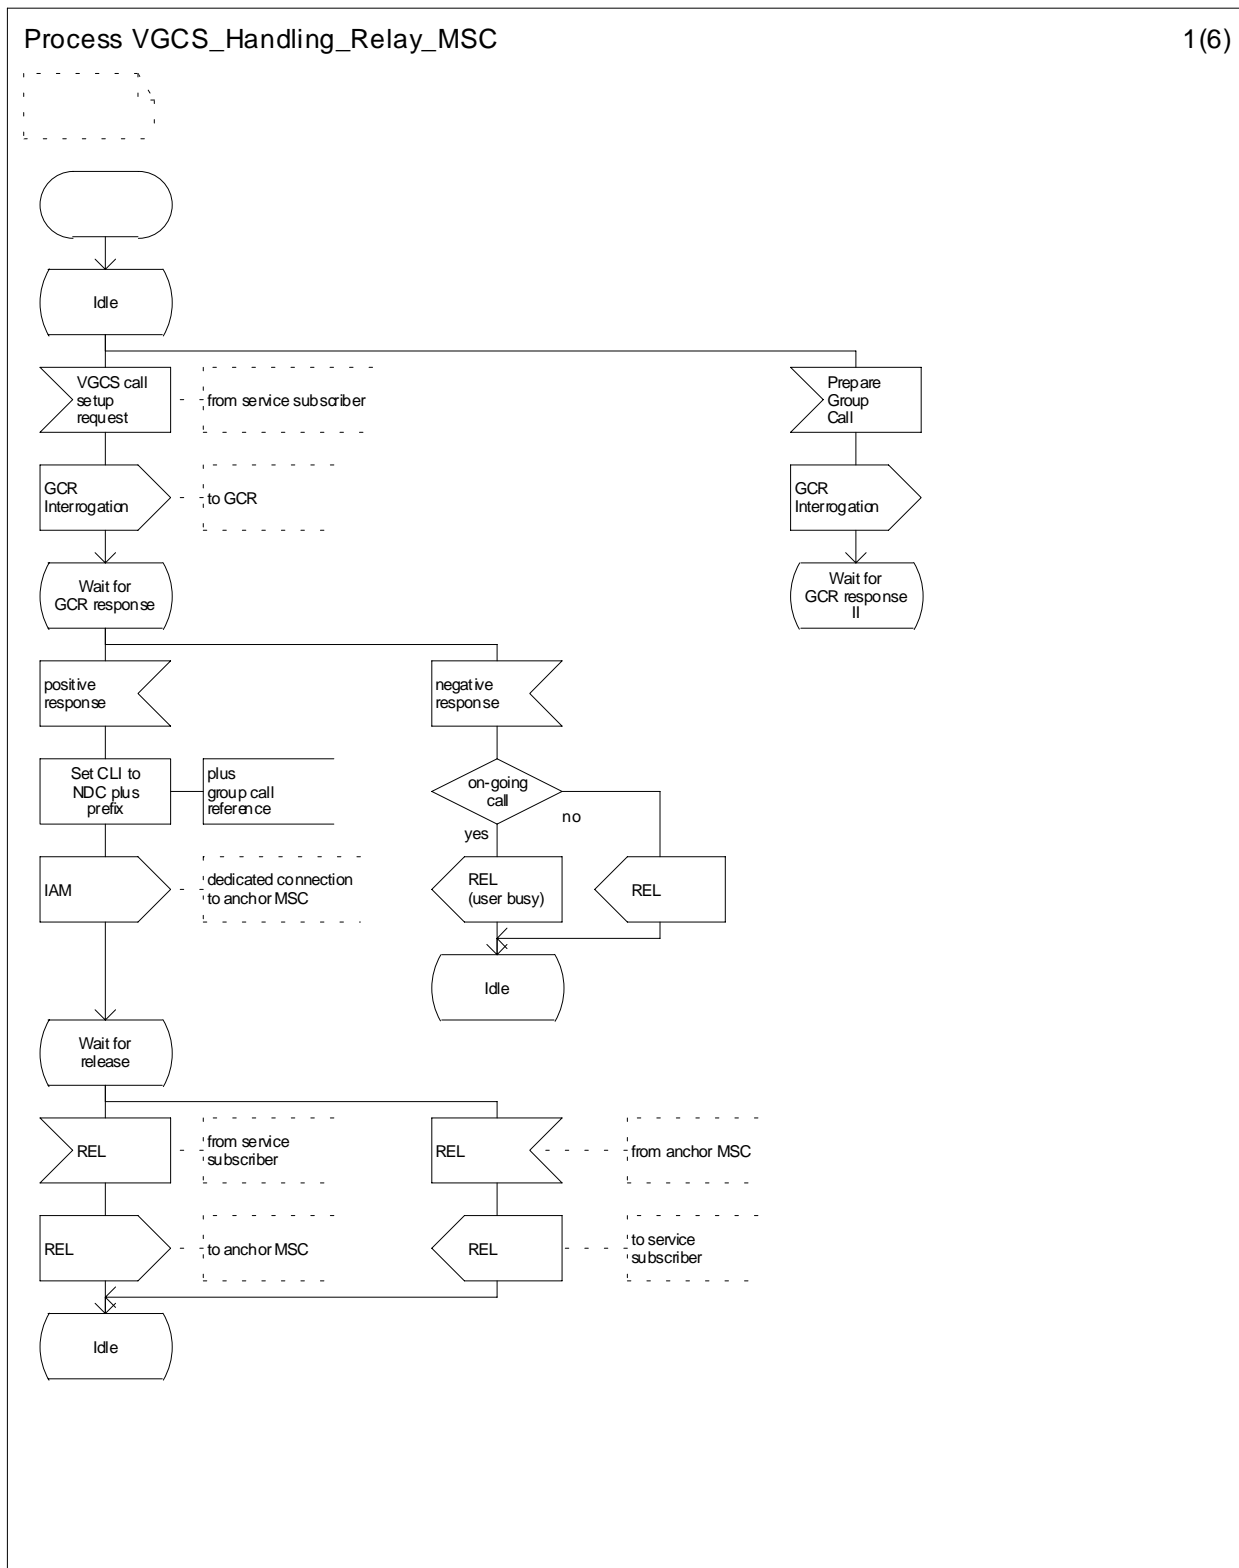 Process VGCS_Handling_Relay_MSC
1(6)
Idle
VGCS call
setup
request
from service subscriber
Prepare
Group
Call
GCR
Interrogation
to GCR
GCR
Interrogation
Wait for
GCR response
Wait for
GCR response
II
positive
response
negative
response
Set CLI to
NDC plus
prefix
plus
group call
reference
on-going
call
no
yes
IAM
dedicated connection
to anchor MSC
REL
(user busy)
REL
Idle
Wait for
release
REL
from service
subscriber
REL
from anchor MSC
REL
to anchor MSC
REL
to service
subscriber
Idle